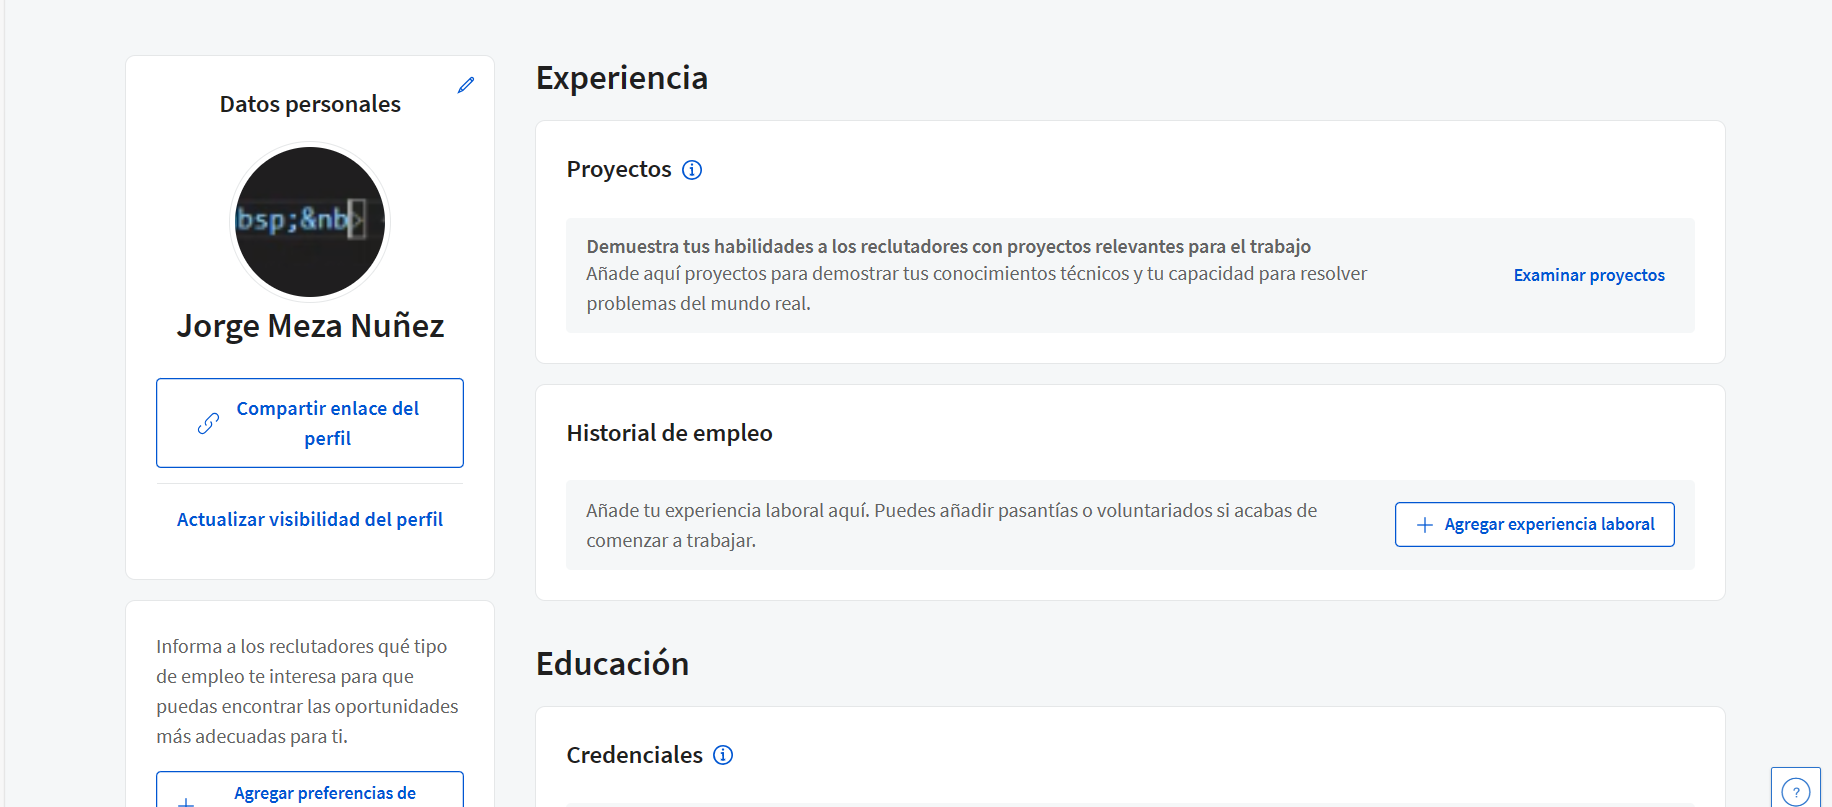 Datos personales
bsp;&nb>
Jorge Meza Nuñez
Compartir enlace del
perfil
Actualizar visibilidad del perfil
Informa a los reclutadores qué tipo
de empleo te interesa para que
puedas encontrar las oportunidades
más adecuadas para ti.
Agregar preferencias de
Experiencia
Proyectos
Demuestra tus habilidades a los reclutadores con proyectos relevantes para el trabajo
Añade aquí proyectos para demostrar tus conocimientos técnicos y tu capacidad para resolver
problemas del mundo real.
Examinar proyectos
Historial de empleo
Añade tu experiencia laboral aquí. Puedes añadir pasantías o voluntariados si acabas de
comenzar a trabajar.
Agregar experiencia laboral
Educación
Credenciales